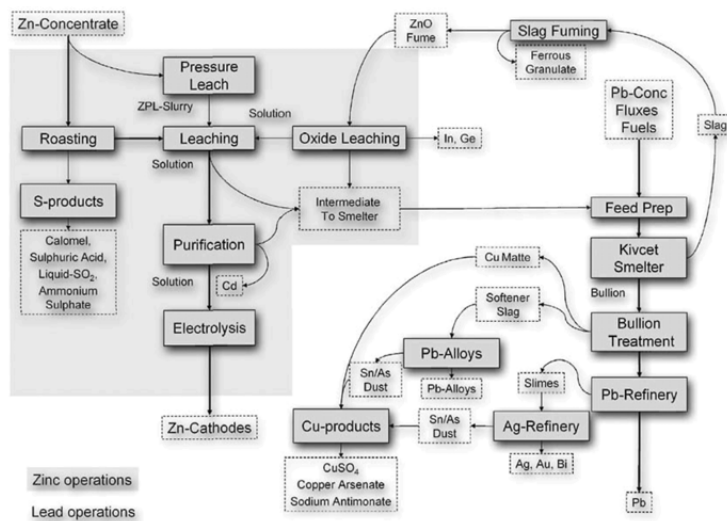 Zn-Concentrate
ZnO
Fume
Slag Fuming
Ferrous
Granulate
Pressure
Leach
Pb-Conc
Fluxes
Fuels
Slag
ZPL-Slurry
Solution
Roasting
Leaching
Oxide Leaching
In, Ge
Solution
S-products
Intermediate
To Smelter
Feed Prep
Calomel,
Sulphuric Acid,
Liquid-SO₂,
Ammonium
Sulphate
Purification
Cu Matte
Kivcet
Smelter
Solution
Cd
Bullion
Softener
Slag
Electrolysis
Bullion
Treatment
Pb-Alloys
Sn/As
Dust
Pb-Alloys
Slimes
Pb-Refinery
Zn-Cathodes
Cu-products
Sn/As
Dust
Ag-Refinery
CuSO₄
Copper Arsenate
Sodium Antimonate
Ag, Au, Bi
Zinc operations
Pb
Lead operations